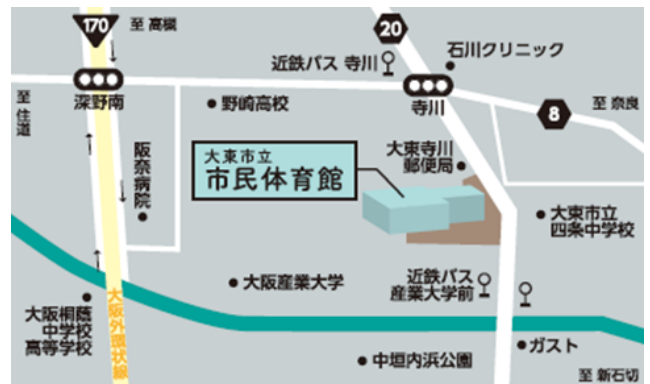 170
至 高槻
20
石川クリニック
近鉄バス 寺川
深野南
寺川
至 住道
野崎高校
8
至 奈良
阪奈病院
大東市立
市民体育館
大東寺川
郵便局
大東市立
四条中学校
大阪産業大学
近鉄バス
産業大学前
大阪桐蔭
中学校
高等学校
大阪外環状線
ガスト
中垣内浜公園
至 新石切